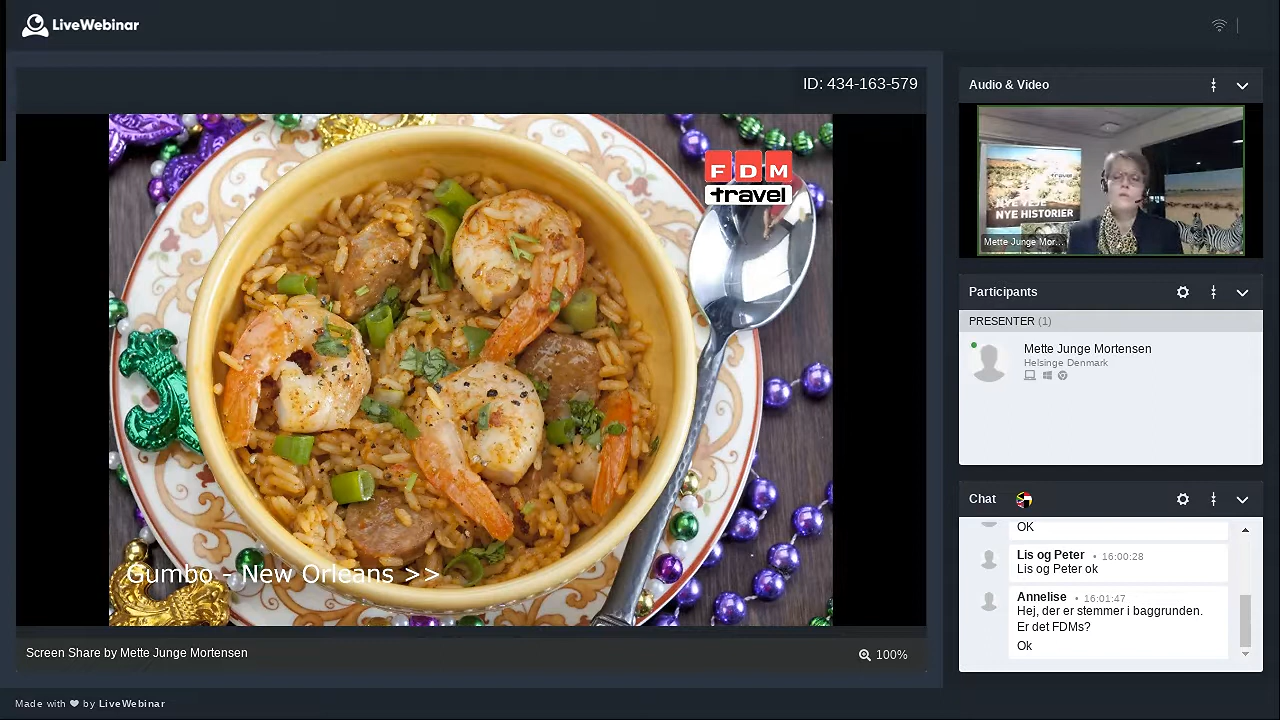 LiveWebinar
ID: 434-163-579
FDM
travel
Gumbo - New Orleans >>
Screen Share by Mette Junge Mortensen
100%
Audio & Video
travel
NYE VEJE
NYE HISTORIER
Mette Junge Mor...
Participants
PRESENTER (1)
Mette Junge Mortensen
Helsinge Denmark
Chat
OK
Lis og Peter • 16:00:28
Lis og Peter ok
Annelise • 16:01:47
Hej, der er stemmer i baggrunden.
Er det FDMs?
Ok
Made with ❤ by LiveWebinar